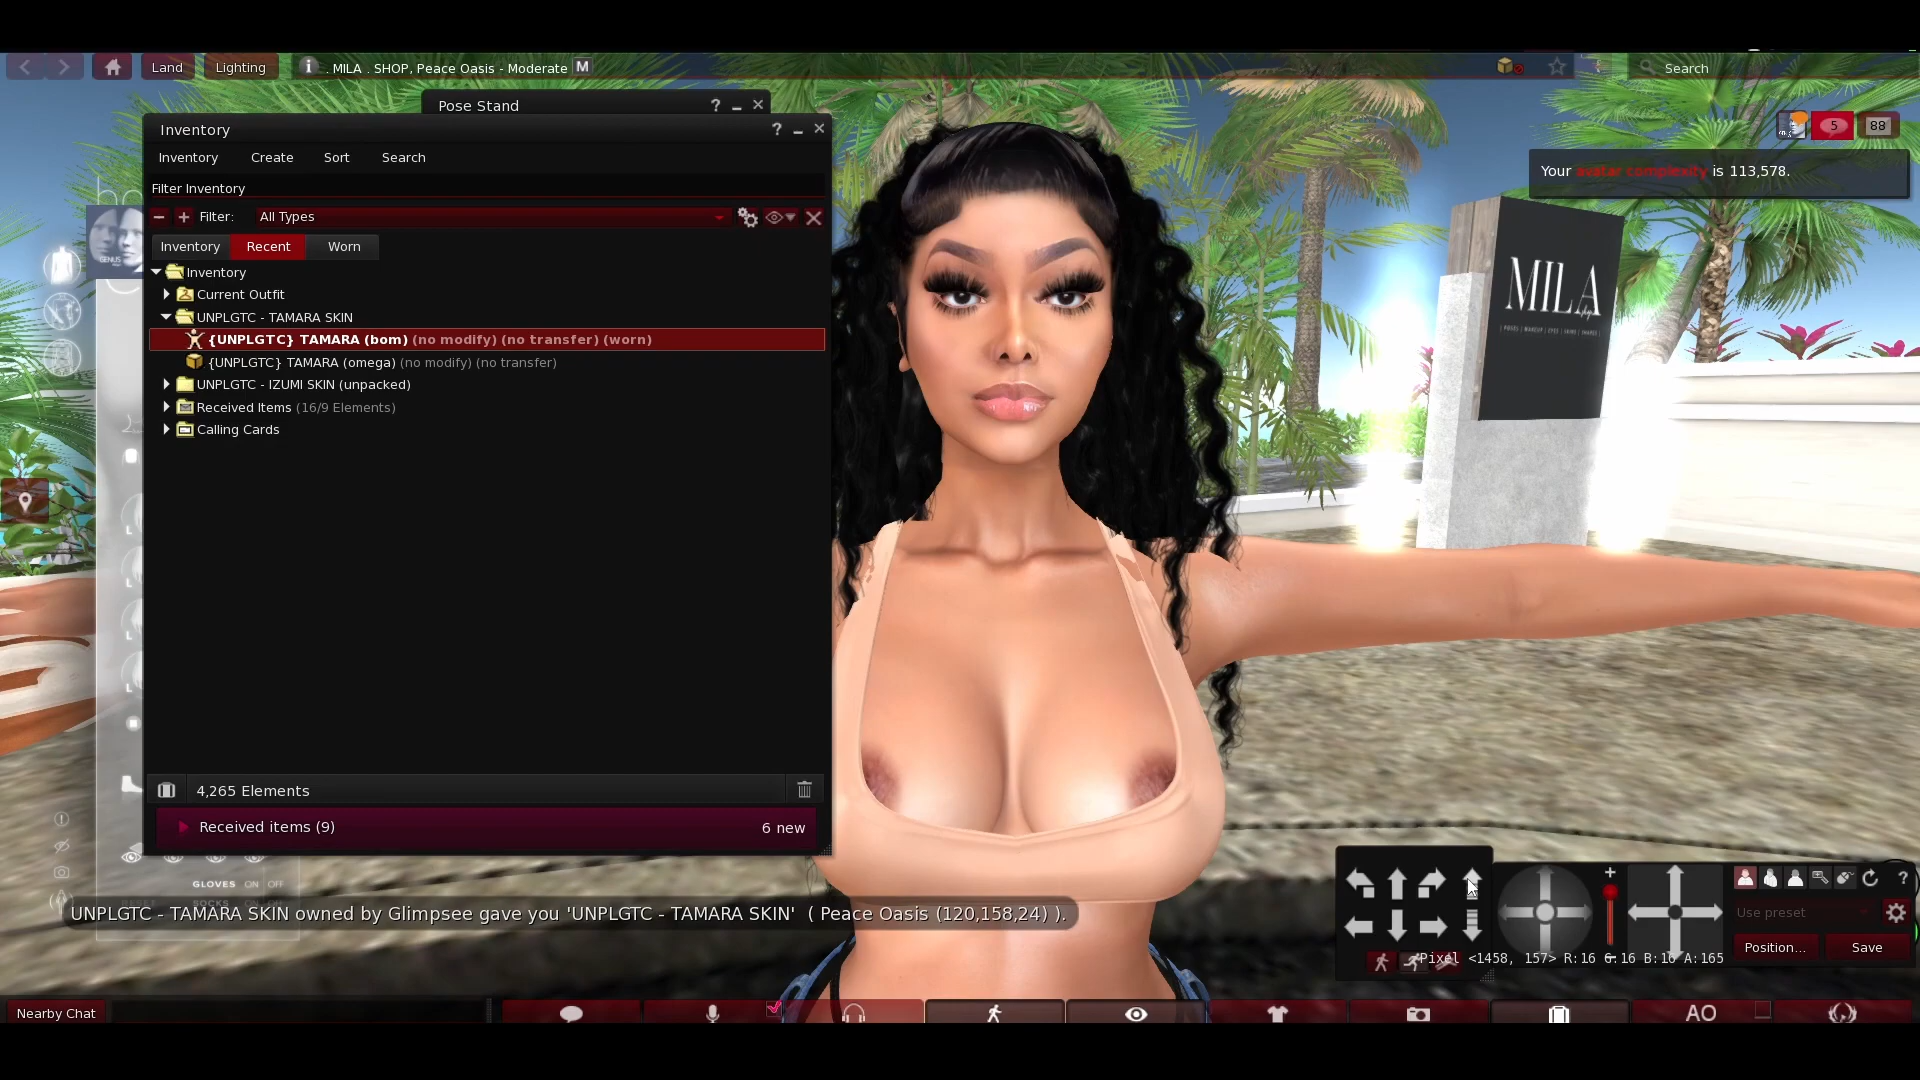 Land
Lighting
. MILA . SHOP, Peace Oasis - Moderate M
Search
Pose Stand
?
Inventory
?
Inventory Create Sort Search
Filter Inventory
Filter: All Types
Inventory Recent Worn
Inventory
Current Outfit
UNPLGTC - TAMARA SKIN
{UNPLGTC} TAMARA (bom) (no modify) (no transfer) (worn)
{UNPLGTC} TAMARA (omega) (no modify) (no transfer)
UNPLGTC - IZUMI SKIN (unpacked)
Received Items (16/9 Elements)
Calling Cards
4,265 Elements
Received items (9)
6 new
5
88
Your avatar complexity is 113,578.
MILA
GENUS
L
L
L
L
GLOVES ON OFF
SOCKS
UNPLGTC - TAMARA SKIN owned by Glimpsee gave you 'UNPLGTC - TAMARA SKIN' ( Peace Oasis (120,158,24) ).
?
Use preset
Position...
Save
Pixel <1458, 157> R:16 G:16 B:16 A:165
Nearby Chat
AO